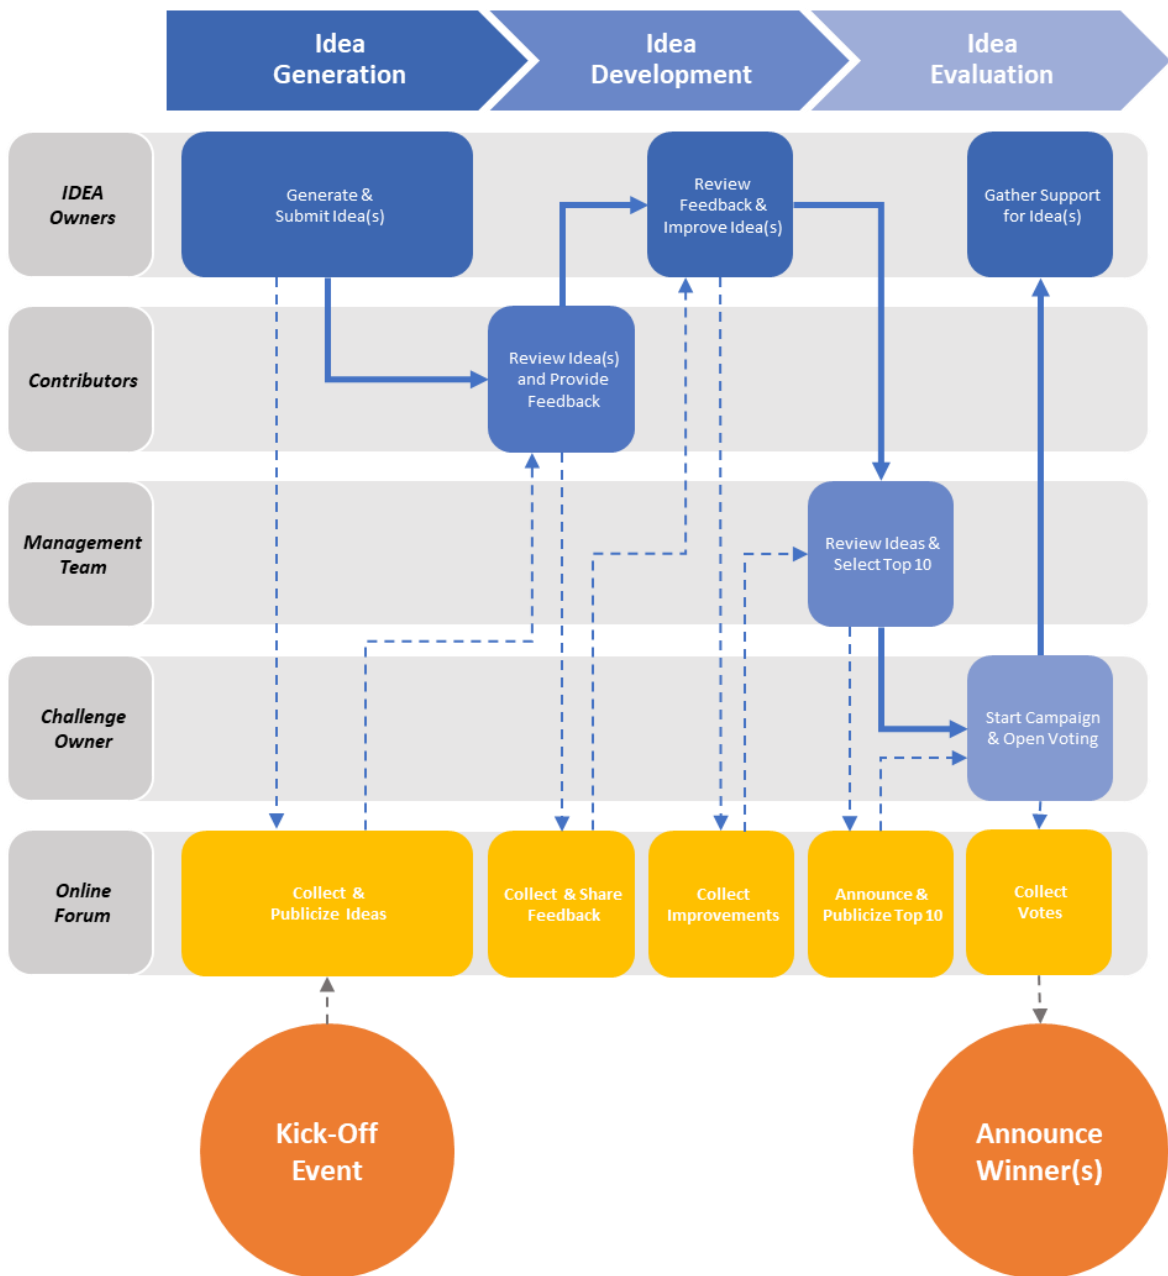 Idea
Generation
Idea
Development
Idea
Evaluation
IDEA
Owners
Generate &
Submit Idea(s)
Review
Feedback &
Improve Idea(s)
Gather Support
for Idea(s)
Contributors
Review Idea(s)
and Provide
Feedback
Management
Team
Review Ideas &
Select Top 10
Challenge
Owner
Start Campaign
& Open Voting
Online
Forum
Collect &
Publicize Ideas
Collect & Share
Feedback
Collect
Improvements
Announce &
Publicize Top 10
Collect
Votes
Kick-Off
Event
Announce
Winner(s)